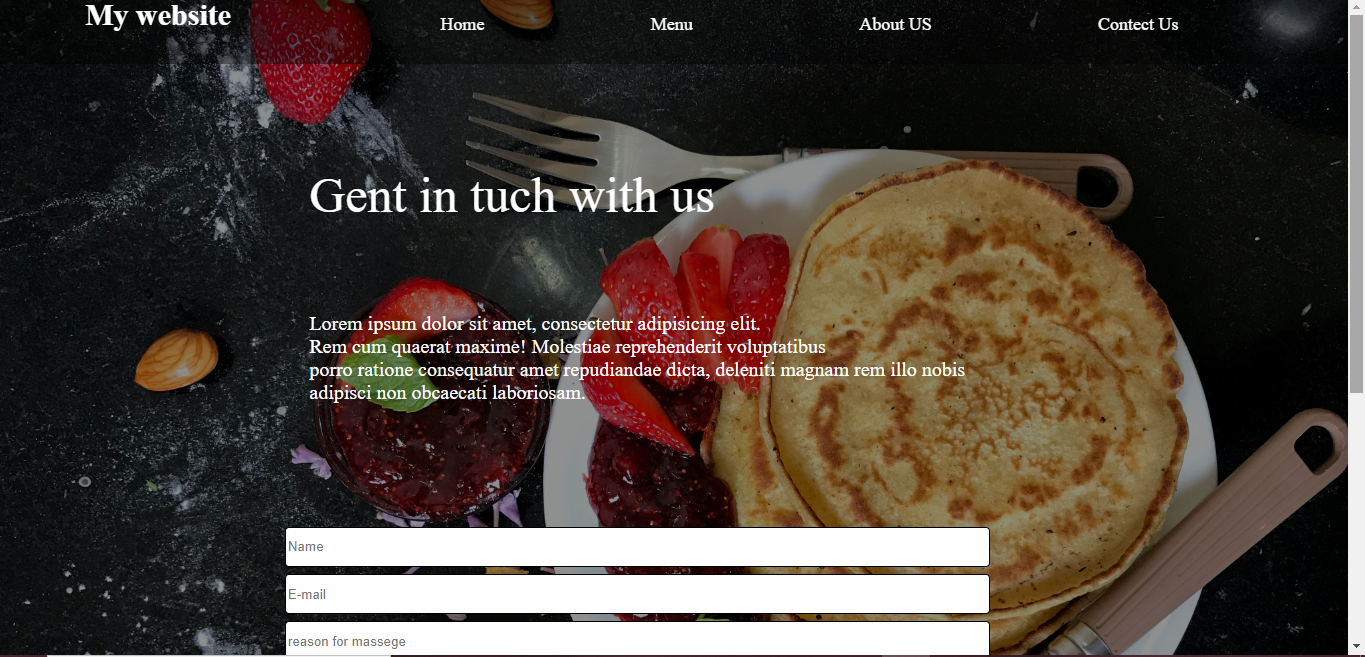 My website
Home Menu About US Contect Us
Gent in tuch with us
Lorem ipsum dolor sit amet, consectetur adipisicing elit.
Rem cum quaerat maxime! Molestiae reprehenderit voluptatibus
porro ratione consequatur amet repudiandae dicta, deleniti magnam rem illo nobis
adipisci non obcaecati laboriosam.
Name
E-mail
reason for massege